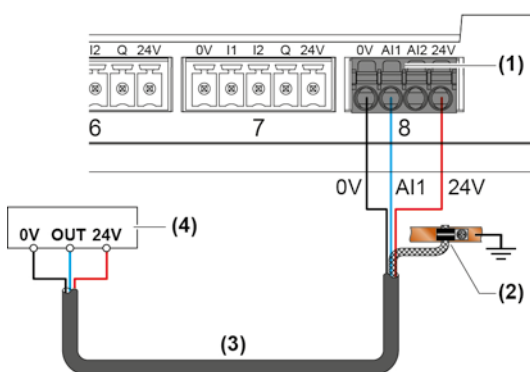 I2 Q 24V
0V I1 I2 Q 24V
0V AI1 AI2 24V
(1)
6
7
8
0V AI1 24V
0V OUT 24V
(4)
(2)
(3)